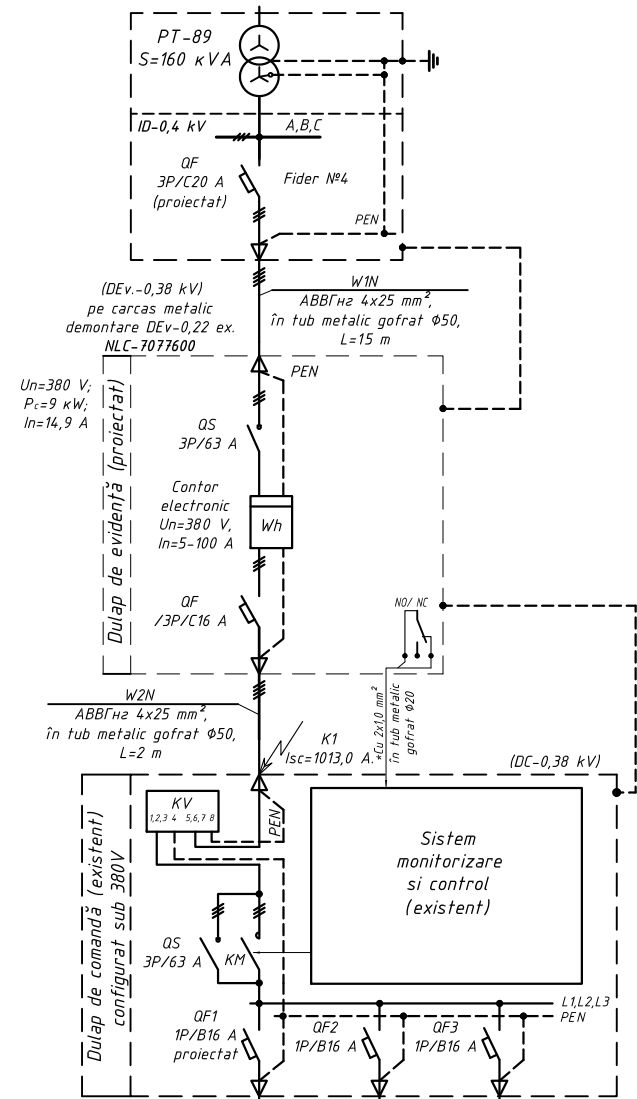 PT-89
S=160 кVA
ID-0,4 kV
A,B,C
QF
3P/C20 A
(proiectat)
Fider №4
PEN
(DEv.-0,38 kV)
pe carcas metalic
demontare DEv-0,22 ex.
NLC-7077600
W1N
АВВГнг 4x25 mm²,
în tub metalic gofrat Φ50,
L=15 m
Un=380 V;
Pc=9 кW;
In=14,9 A
Dulap de evidență (proiectat)
PEN
QS
3P/63 A
Contor
electronic
Un=380 V,
In=5-100 A
Wh
QF
/3P/C16 A
NO/ NC
W2N
АВВГнг 4x25 mm²,
în tub metalic gofrat Φ50,
L=2 m
*Cu 2x1,0 mm²
în tub metalic
gofrat Φ20
K1
Isc=1013,0 A.
(DC-0,38 kV)
Dulap de comandă (existent)
configurat sub 380V
KV
1,2,3 4 5,6,7 8
PEN
Sistem
monitorizare
si control
(existent)
QS
3P/63 A
KM
L1,L2,L3
PEN
QF1
1P/B16 A
proiectat
QF2
1P/B16 A
QF3
1P/B16 A